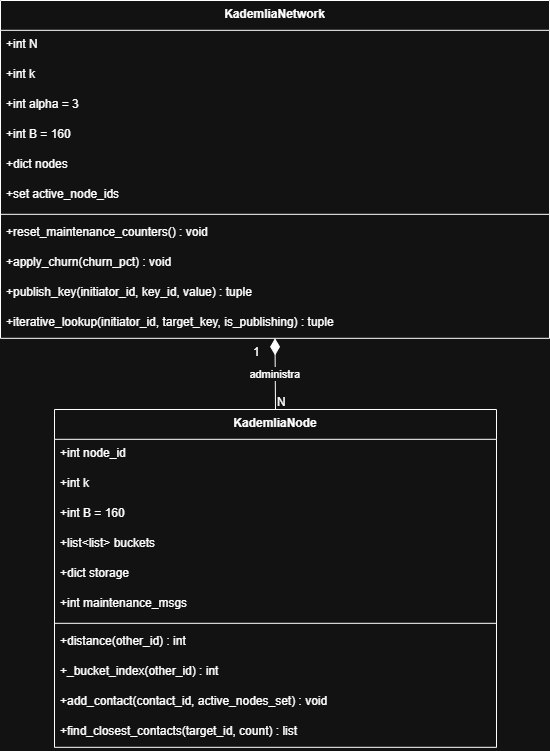 KademliaNetwork
+int N
+int k
+int alpha = 3
+int B = 160
+dict nodes
+set active_node_ids
+reset_maintenance_counters() : void
+apply_churn(churn_pct) : void
+publish_key(initiator_id, key_id, value) : tuple
+iterative_lookup(initiator_id, target_key, is_publishing) : tuple
1
administra
N
KademliaNode
+int node_id
+int k
+int B = 160
+list<list> buckets
+dict storage
+int maintenance_msgs
+distance(other_id) : int
+_bucket_index(other_id) : int
+add_contact(contact_id, active_nodes_set) : void
+find_closest_contacts(target_id, count) : list